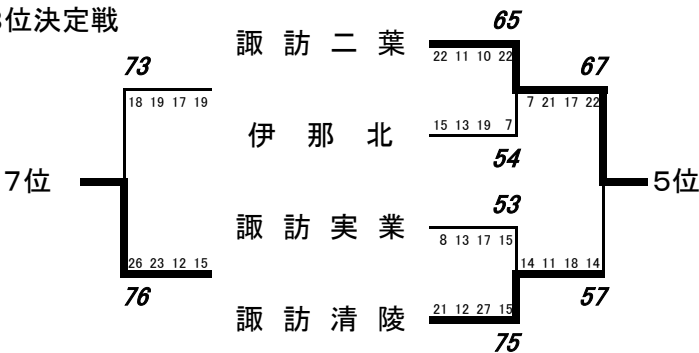 位決定戦
65
73
諏訪二葉
22 11 10 22
67
18 19 17 19
7 21 17 22
伊那北
15 13 19 7
54
7位
5位
53
諏訪実業
8 13 17 15
26 23 12 15
14 11 18 14
76
57
諏訪清陵
21 12 27 15
75